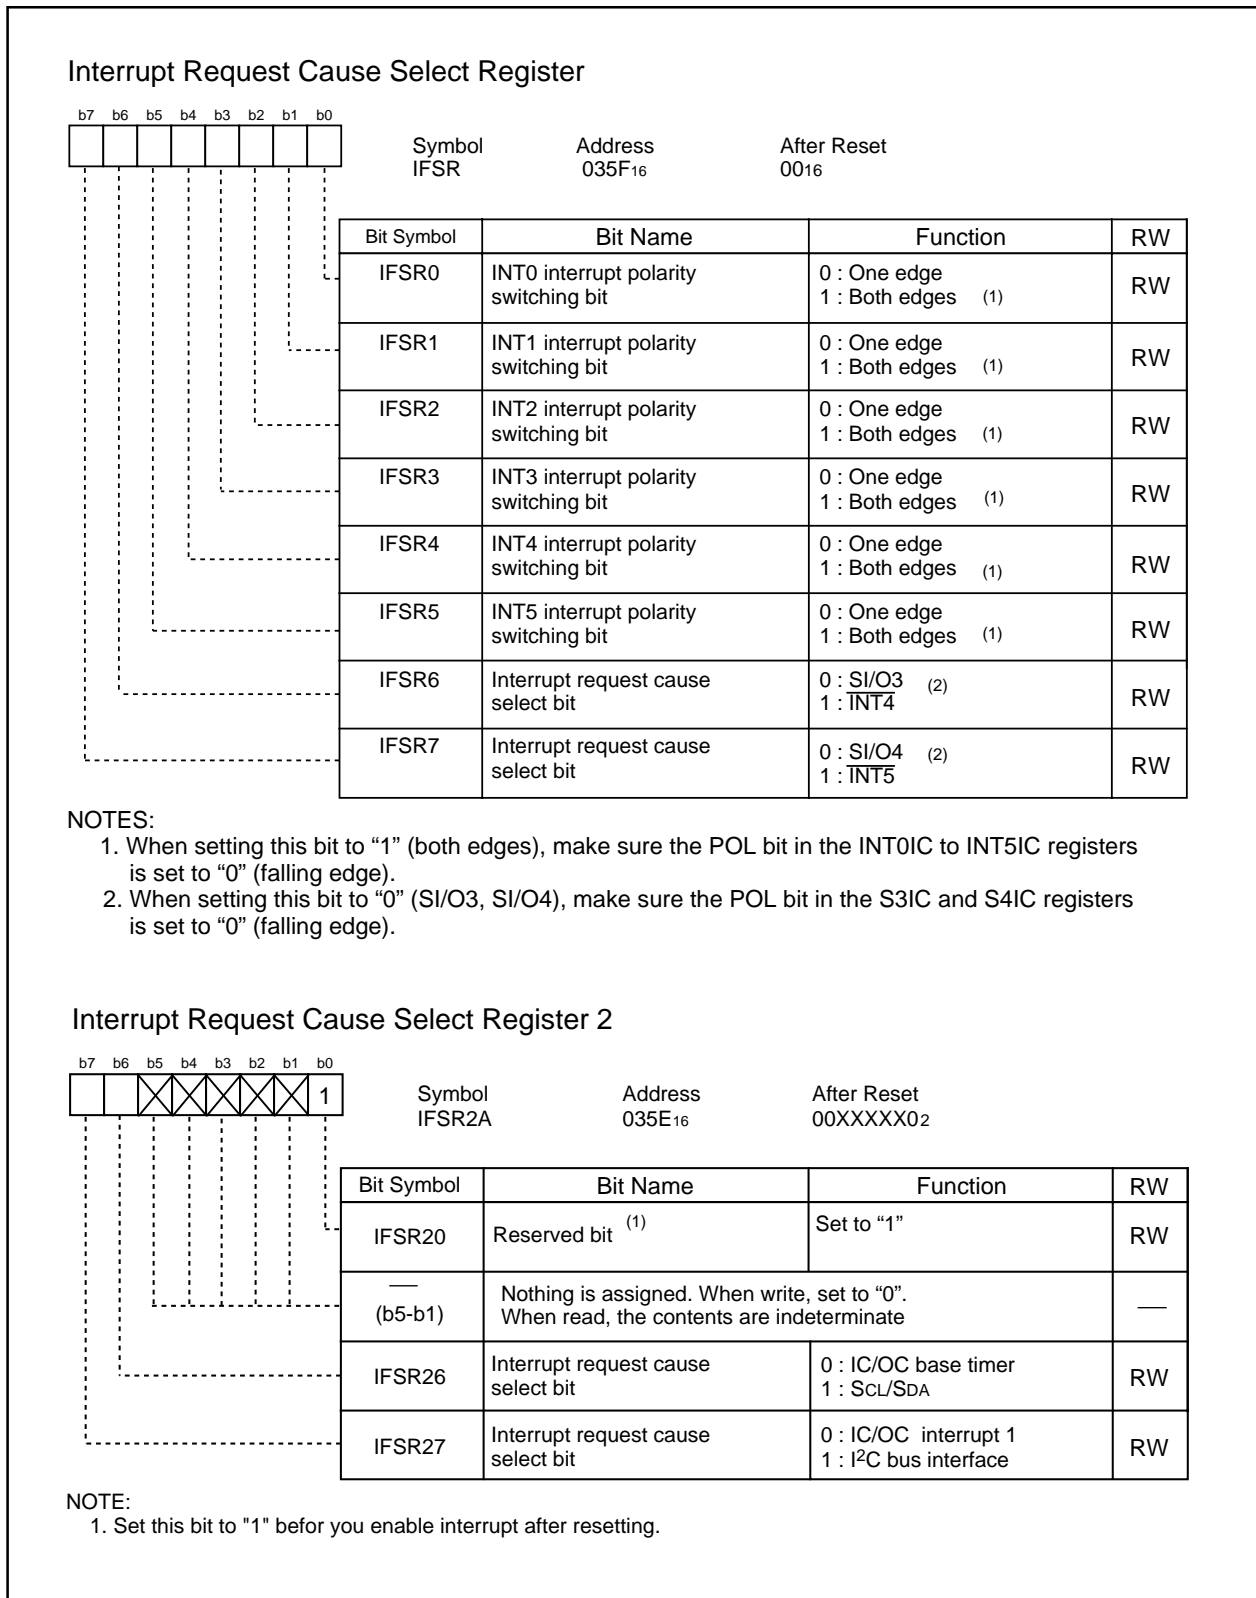 Interrupt Request Cause Select Register
b7 b6 b5 b4 b3 b2 b1 b0
Symbol Address After Reset
IFSR 035F16 0016
Bit Symbol Bit Name Function RW
IFSR0 INT0 interrupt polarity switching bit 0 : One edge
1 : Both edges (1) RW
IFSR1 INT1 interrupt polarity switching bit 0 : One edge
1 : Both edges (1) RW
IFSR2 INT2 interrupt polarity switching bit 0 : One edge
1 : Both edges (1) RW
IFSR3 INT3 interrupt polarity switching bit 0 : One edge
1 : Both edges (1) RW
IFSR4 INT4 interrupt polarity switching bit 0 : One edge
1 : Both edges (1) RW
IFSR5 INT5 interrupt polarity switching bit 0 : One edge
1 : Both edges (1) RW
IFSR6 Interrupt request cause select bit 0 : SI/O3 (2)
1 : INT4 RW
IFSR7 Interrupt request cause select bit 0 : SI/O4 (2)
1 : INT5 RW
NOTES:
1. When setting this bit to “1” (both edges), make sure the POL bit in the INT0IC to INT5IC registers
is set to “0” (falling edge).
2. When setting this bit to “0” (SI/O3, SI/O4), make sure the POL bit in the S3IC and S4IC registers
is set to “0” (falling edge).
Interrupt Request Cause Select Register 2
b7 b6 b5 b4 b3 b2 b1 b0
1
Symbol Address After Reset
IFSR2A 035E16 00XXXXX02
Bit Symbol Bit Name Function RW
IFSR20 Reserved bit (1) Set to “1” RW
(b5-b1) Nothing is assigned. When write, set to “0”.
When read, the contents are indeterminate
IFSR26 Interrupt request cause select bit 0 : IC/OC base timer
1 : SCL/SDA RW
IFSR27 Interrupt request cause select bit 0 : IC/OC interrupt 1
1 : I2C bus interface RW
NOTE:
1. Set this bit to "1" befor you enable interrupt after resetting.